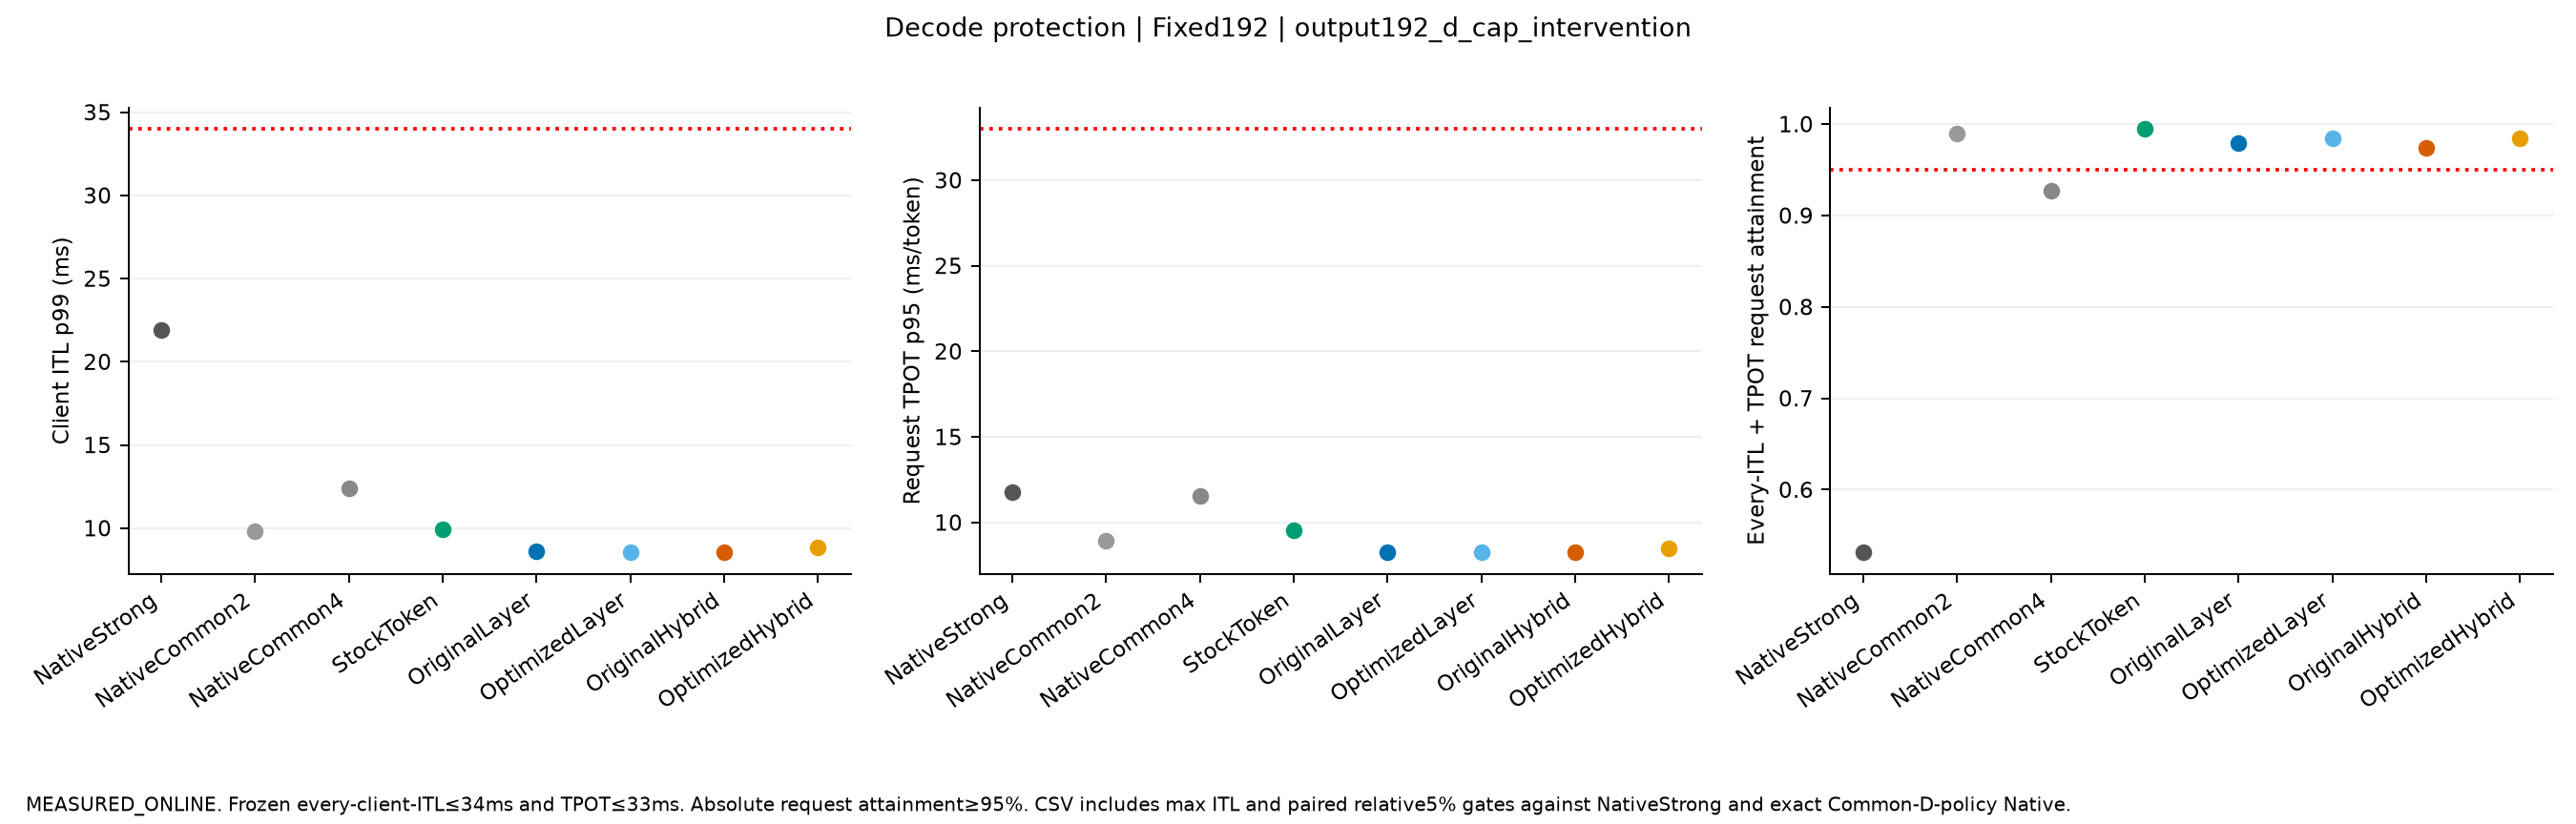 Decode protection | Fixed192 | output192_d_cap_intervention
Client ITL p99 (ms)
35
30
25
20
15
10
NativeStrong
NativeCommon2
NativeCommon4
StockToken
OriginalLayer
OptimizedLayer
OriginalHybrid
OptimizedHybrid
Request TPOT p95 (ms/token)
30
25
20
15
10
NativeStrong
NativeCommon2
NativeCommon4
StockToken
OriginalLayer
OptimizedLayer
OriginalHybrid
OptimizedHybrid
Every-ITL + TPOT request attainment
1.0
0.9
0.8
0.7
0.6
NativeStrong
NativeCommon2
NativeCommon4
StockToken
OriginalLayer
OptimizedLayer
OriginalHybrid
OptimizedHybrid
MEASURED_ONLINE. Frozen every-client-ITL≤34ms and TPOT≤33ms. Absolute request attainment≥95%. CSV includes max ITL and paired relative5% gates against NativeStrong and exact Common-D-policy Native.